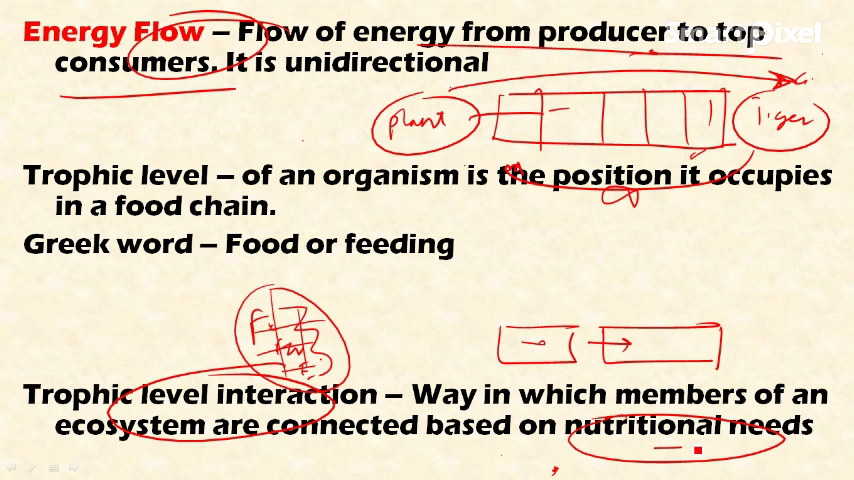 Energy Flow – Flow of energy from producer to top
consumers. It is unidirectional
plant
Tiger
Trophic level – of an organism is the position it occupies
in a food chain.
Greek word – Food or feeding
Trophic level interaction – Way in which members of an
ecosystem are connected based on nutritional needs